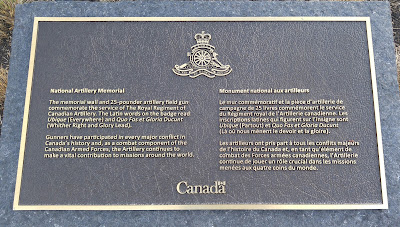 National Artillery Memorial
The memorial wall and 25-pounder artillery field gun
commemorate the service of The Royal Regiment of
Canadian Artillery. The Latin words on the badge read
Ubique (Everywhere) and Quo Fas et Gloria Ducunt
(Whither Right and Glory Lead).
Gunners have participated in every major conflict in
Canada's history and, as a combat component of the
Canadian Armed Forces, the Artillery continues to
make a vital contribution to missions around the world.
Monument national aux artilleurs
Le mur commémoratif et la pièce d'artillerie de
campagne de 25 livres commémorent le service
du Régiment royal de l'Artillerie canadienne. Les
inscriptions latines qui figurent sur l'insigne sont
Ubique (Partout) et Quo Fas et Gloria Ducunt
(Là où nous mènent le devoir et la gloire).
Les artilleurs ont pris part à tous les conflits majeurs
de l'histoire du Canada et, en tant qu'élément de
combat des Forces armées canadiennes, l'Artillerie
continue de jouer un rôle crucial dans les missions
menées aux quatre coins du monde.
Canada